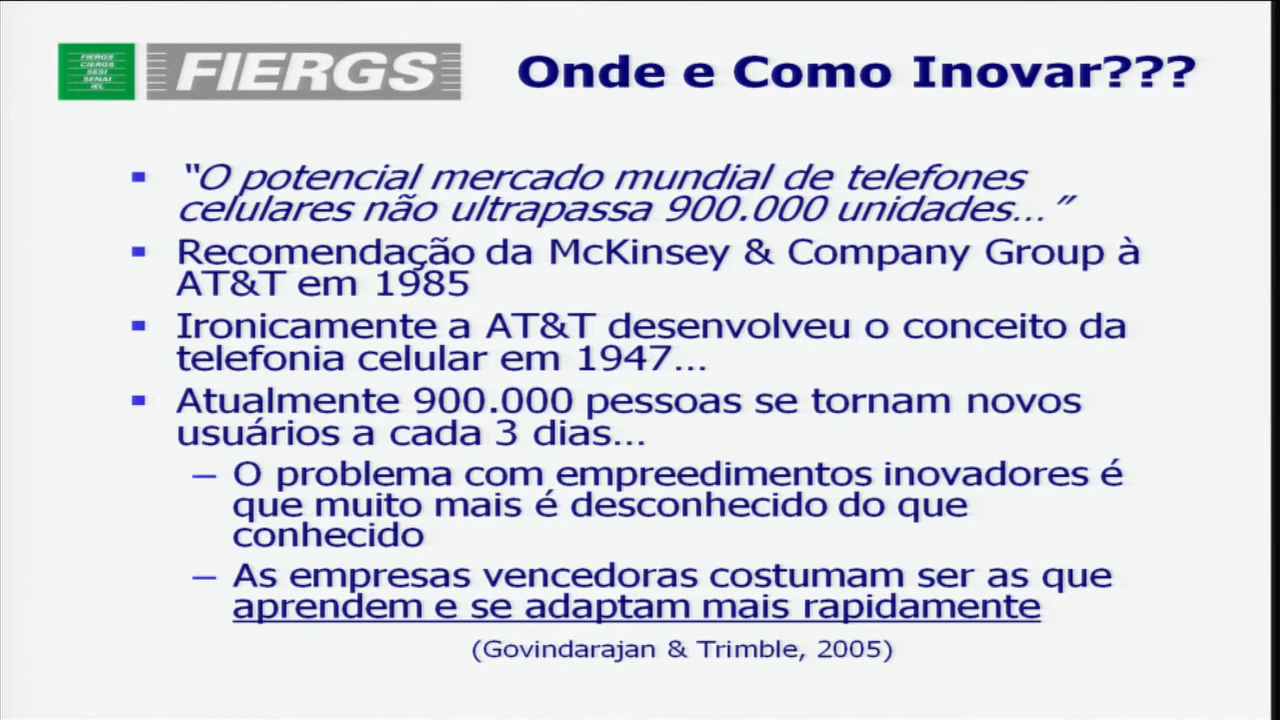 FIERGS
CIERGS
SESI
SENAI
IEL
FIERGS
Onde e Como Inovar???
“O potencial mercado mundial de telefones
celulares não ultrapassa 900.000 unidades...”
Recomendação da McKinsey & Company Group à
AT&T em 1985
Ironicamente a AT&T desenvolveu o conceito da
telefonia celular em 1947...
Atualmente 900.000 pessoas se tornam novos
usuários a cada 3 dias...
– O problema com empreedimentos inovadores é
que muito mais é desconhecido do que
conhecido
– As empresas vencedoras costumam ser as que
aprendem e se adaptam mais rapidamente
(Govindarajan & Trimble, 2005)